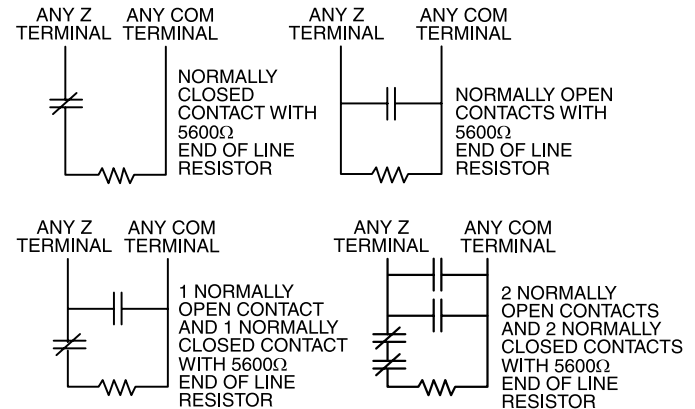 ANY Z TERMINAL
ANY COM TERMINAL
NORMALLY
CLOSED
CONTACT WITH
5600Ω
END OF LINE
RESISTOR
ANY Z TERMINAL
ANY COM TERMINAL
NORMALLY OPEN
CONTACTS WITH
5600Ω
END OF LINE
RESISTOR
ANY Z TERMINAL
ANY COM TERMINAL
1 NORMALLY
OPEN CONTACT
AND 1 NORMALLY
CLOSED CONTACT
WITH 5600Ω
END OF LINE
RESISTOR
ANY Z TERMINAL
ANY COM TERMINAL
2 NORMALLY
OPEN CONTACTS
AND 2 NORMALLY
CLOSED CONTACTS
WITH 5600Ω
END OF LINE
RESISTOR